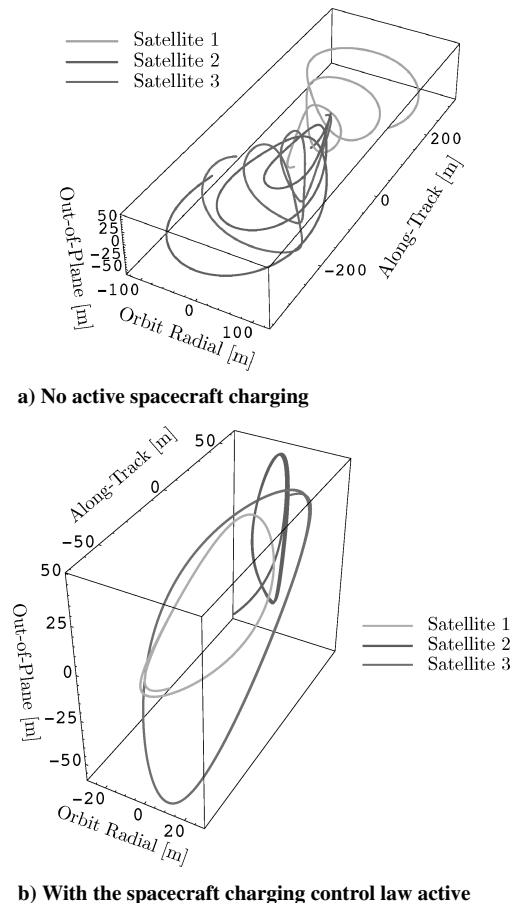 Satellite 1
Satellite 2
Satellite 3
200
0
-200
Along-Track [m]
50
25
0
-25
-50
Out-of-Plane [m]
-100
0
100
Orbit Radial [m]
a) No active spacecraft charging
50
0
-50
Along-Track [m]
50
25
0
-25
-50
Out-of-Plane [m]
-20
0
20
Orbit Radial [m]
Satellite 1
Satellite 2
Satellite 3
b) With the spacecraft charging control law active